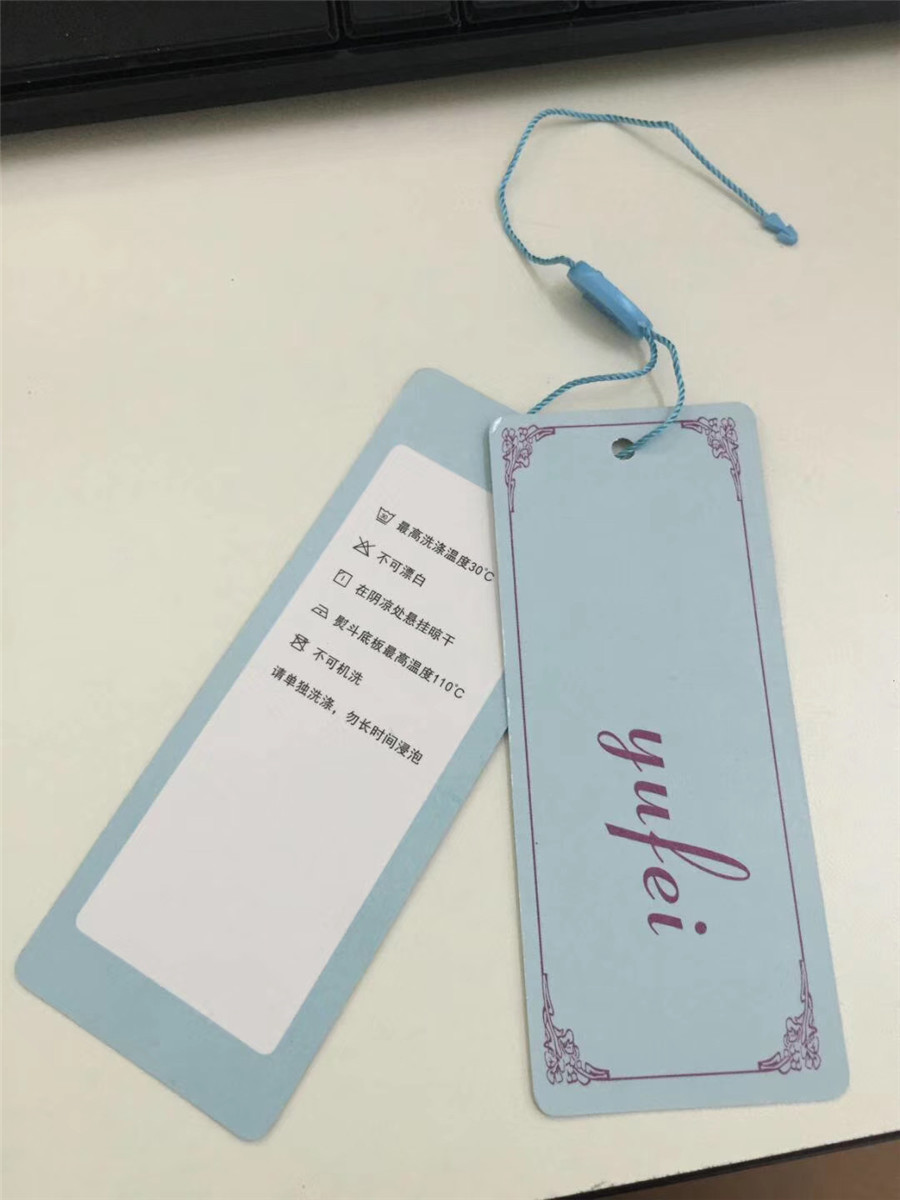 最高洗涤温度30℃
不可漂白
在阴凉处悬挂晾干
熨斗底板最高温度110℃
不可机洗
请单独洗涤，勿长时间浸泡
yufei